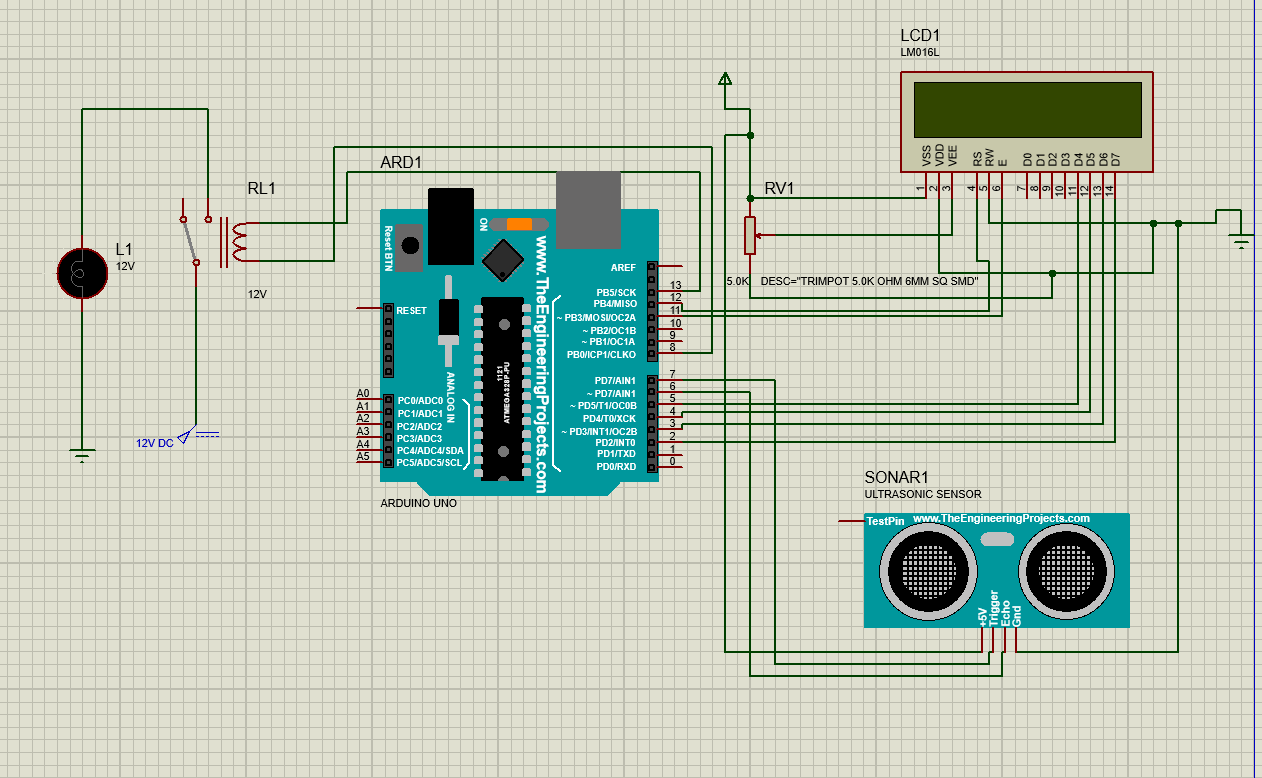 LCD1
LM016L
VSS
VDD
VEE
RS
RW
E
D0
D1
D2
D3
D4
D5
D6
D7
1
2
3
4
5
6
7
8
9
10
11
12
13
14
ARD1
RL1
12V
L1
12V
12V DC
RV1
5.0K
DESC="TRIMPOT 5.0K OHM 6MM SQ SMD"
Reset BTN
ON
www.TheEngineeringProjects.com
1121
ATMEGA328P-PU
ANALOG IN
RESET
A0 PC0/ADC0
A1 PC1/ADC1
A2 PC2/ADC2
A3 PC3/ADC3
A4 PC4/ADC4/SDA
A5 PC5/ADC5/SCL
AREF
PB5/SCK 13
PB4/MISO 12
~ PB3/MOSI/OC2A 11
~ PB2/OC1B 10
~ PB1/OC1A 9
PB0/ICP1/CLKO 8
PD7/AIN1 7
~ PD7/AIN1 6
~ PD5/T1/OC0B 5
PD4/T0/XCK 4
~ PD3/INT1/OC2B 3
PD2/INT0 2
PD1/TXD 1
PD0/RXD 0
ARDUINO UNO
SONAR1
ULTRASONIC SENSOR
TestPin
www.TheEngineeringProjects.com
+5V
Trigger
Echo
Gnd